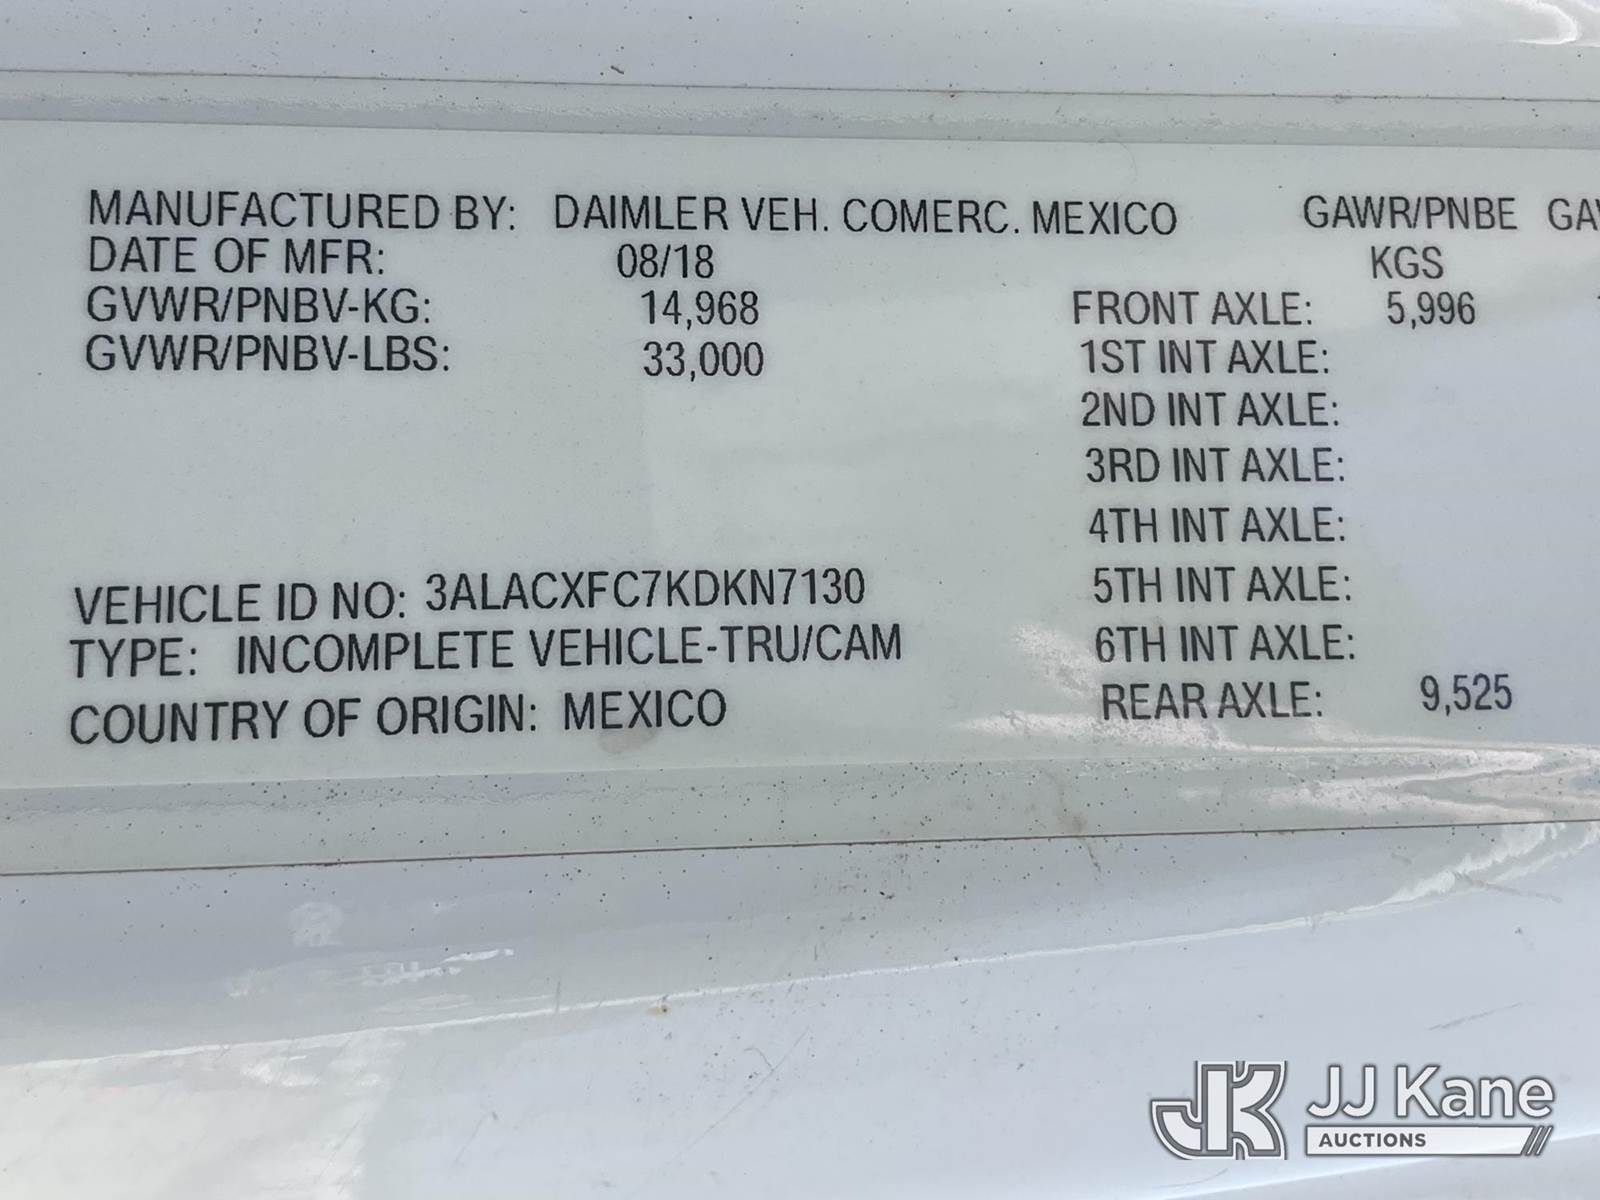 MANUFACTURED BY: DAIMLER VEH. COMERC. MEXICO GAWR/PNBE
DATE OF MFR: 08/18 KGS
GVWR/PNBV-KG: 14,968 FRONT AXLE: 5,996
GVWR/PNBV-LBS: 33,000 1ST INT AXLE:
2ND INT AXLE:
3RD INT AXLE:
4TH INT AXLE:
VEHICLE ID NO: 3ALACXFC7KDKN7130 5TH INT AXLE:
TYPE: INCOMPLETE VEHICLE-TRU/CAM 6TH INT AXLE:
COUNTRY OF ORIGIN: MEXICO REAR AXLE: 9,525
JK JJ Kane
AUCTIONS